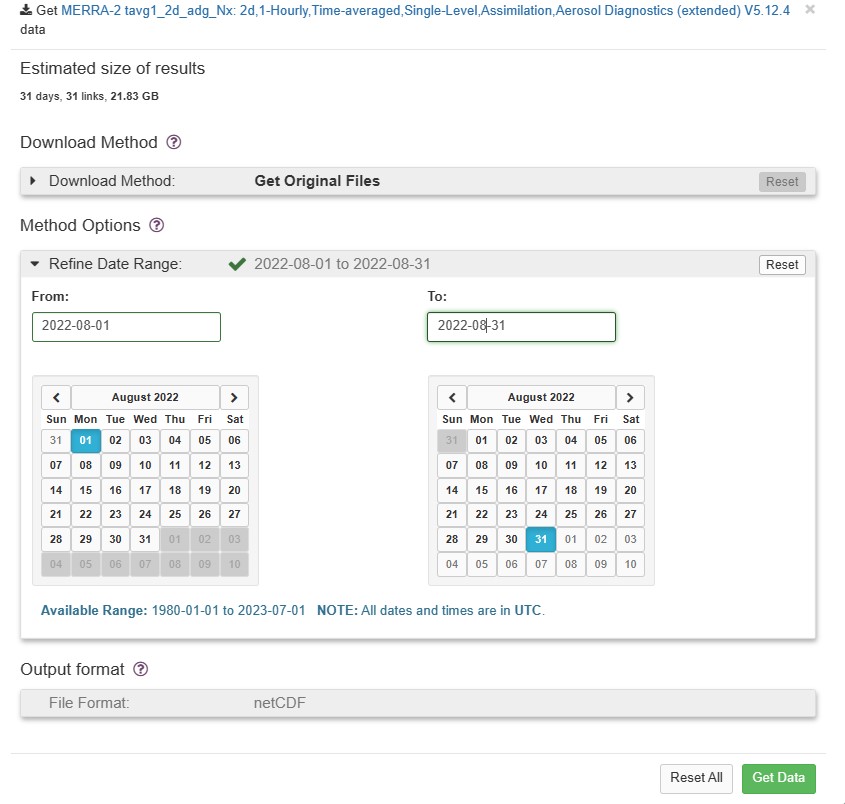 Get MERRA-2 tavg1_2d_adg_Nx: 2d,1-Hourly,Time-averaged,Single-Level,Assimilation,Aerosol Diagnostics (extended) V5.12.4 ×
data
Estimated size of results
31 days, 31 links, 21.83 GB
Download Method ?
Download Method: Get Original Files Reset
Method Options ?
Refine Date Range: 2022-08-01 to 2022-08-31 Reset
From: To:
2022-08-01 2022-08-31
August 2022 August 2022
Sun Mon Tue Wed Thu Fri Sat Sun Mon Tue Wed Thu Fri Sat
31 01 02 03 04 05 06 31 01 02 03 04 05 06
07 08 09 10 11 12 13 07 08 09 10 11 12 13
14 15 16 17 18 19 20 14 15 16 17 18 19 20
21 22 23 24 25 26 27 21 22 23 24 25 26 27
28 29 30 31 01 02 03 28 29 30 31 01 02 03
04 05 06 07 08 09 10 04 05 06 07 08 09 10
Available Range: 1980-01-01 to 2023-07-01 NOTE: All dates and times are in UTC.
Output format ?
File Format: netCDF
Reset All Get Data